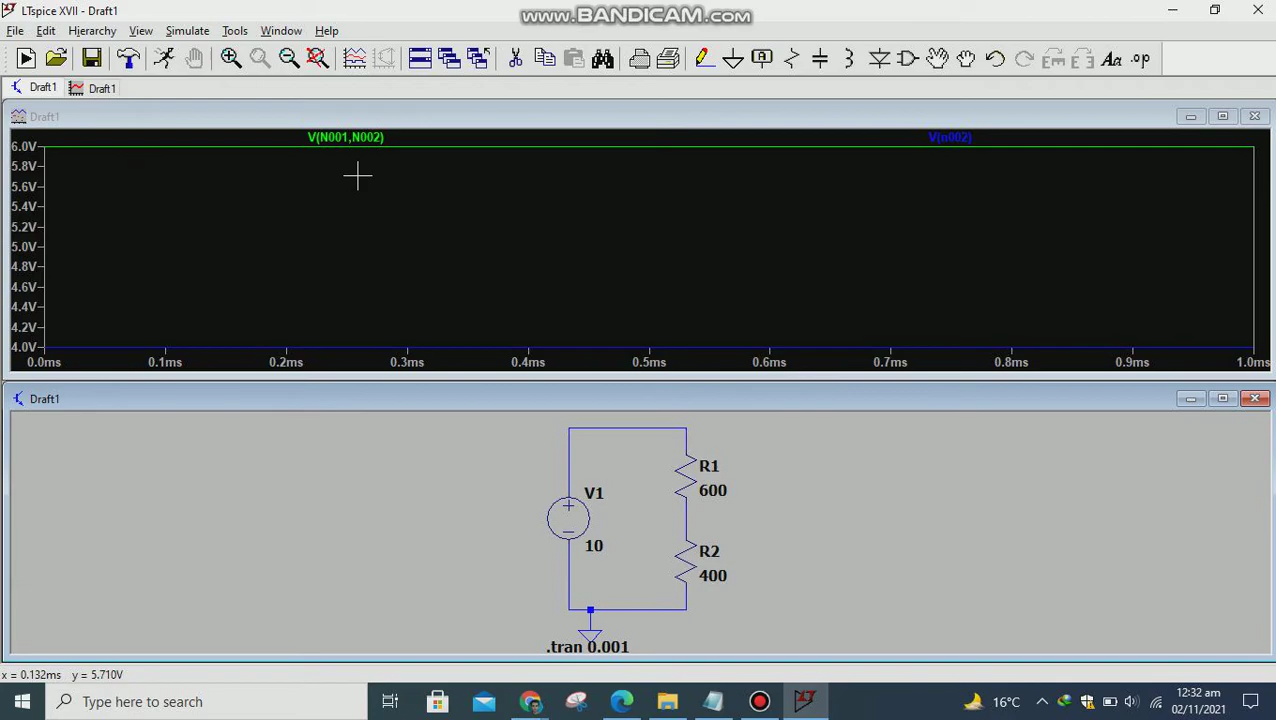 LTspice XVII - Draft1
www.BANDICAM.com
File Edit Hierarchy View Simulate Tools Window Help
Draft1 Draft1
Draft1
V(N001,N002) V(n002)
6.0V
5.8V
5.6V
5.4V
5.2V
5.0V
4.8V
4.6V
4.4V
4.2V
4.0V
0.0ms 0.1ms 0.2ms 0.3ms 0.4ms 0.5ms 0.6ms 0.7ms 0.8ms 0.9ms 1.0ms
Draft1
R1
600
V1
10
R2
400
.tran 0.001
x = 0.132ms y = 5.710V
Type here to search
16°C
12:32 am
02/11/2021